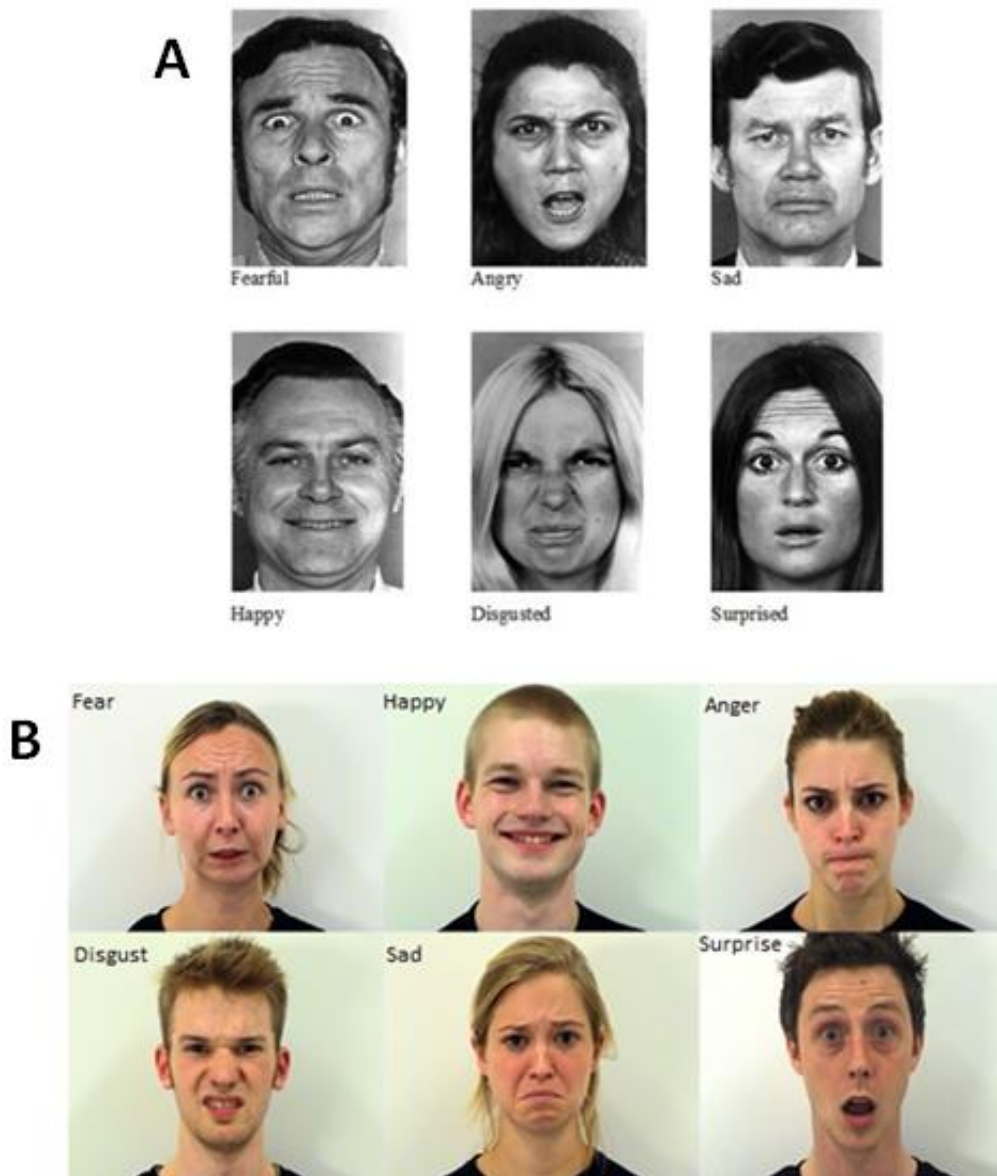 A
Fearful
Angry
Sad
Happy
Disgusted
Surprised
B
Fear
Happy
Anger
Disgust
Sad
Surprise